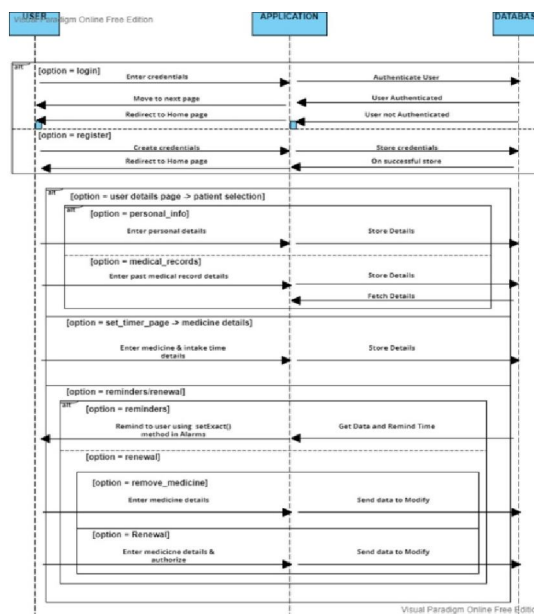 Visual Paradigm Online Free Edition
USER APPLICATION DATABASE
alt [option = login]
Enter credentials Authenticate User
Move to next page User Authenticated
Redirect to Home page User not Authenticated
[option = register]
Create credentials Store credentials
Redirect to Home page On successful store
alt [option = user details page -> patient selection]
alt [option = personal_info]
Enter personal details Store Details
[option = medical_records]
Enter past medical record details Store Details
Fetch Details
[option = set_timer_page -> medicine details]
Enter medicine & intake time Store Details
details
[option = reminders/renewal]
alt [option = reminders]
Remind to user using setExact() Get Data and Remind Time
method in Alarms
[option = renewal]
[option = remove_medicine]
Enter medicine details Send data to Modify
[option = Renewal]
Enter medicicne details & Send data to Modify
authorize
Visual Paradigm Online Free Edition